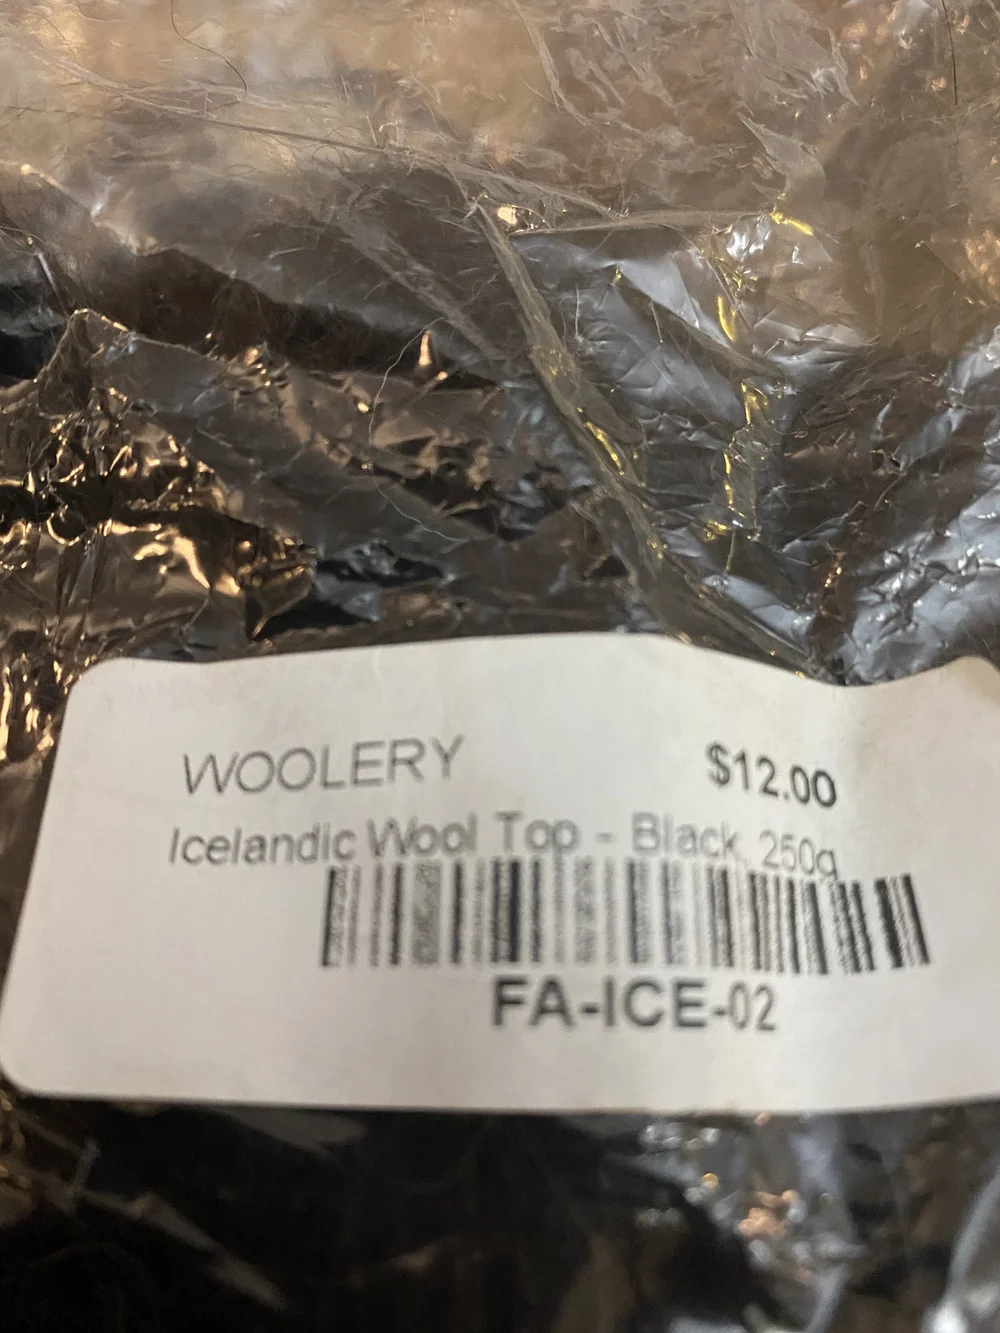 WOOLERY
$12.00
Icelandic Wool Top - Black, 250g
FA-ICE-02